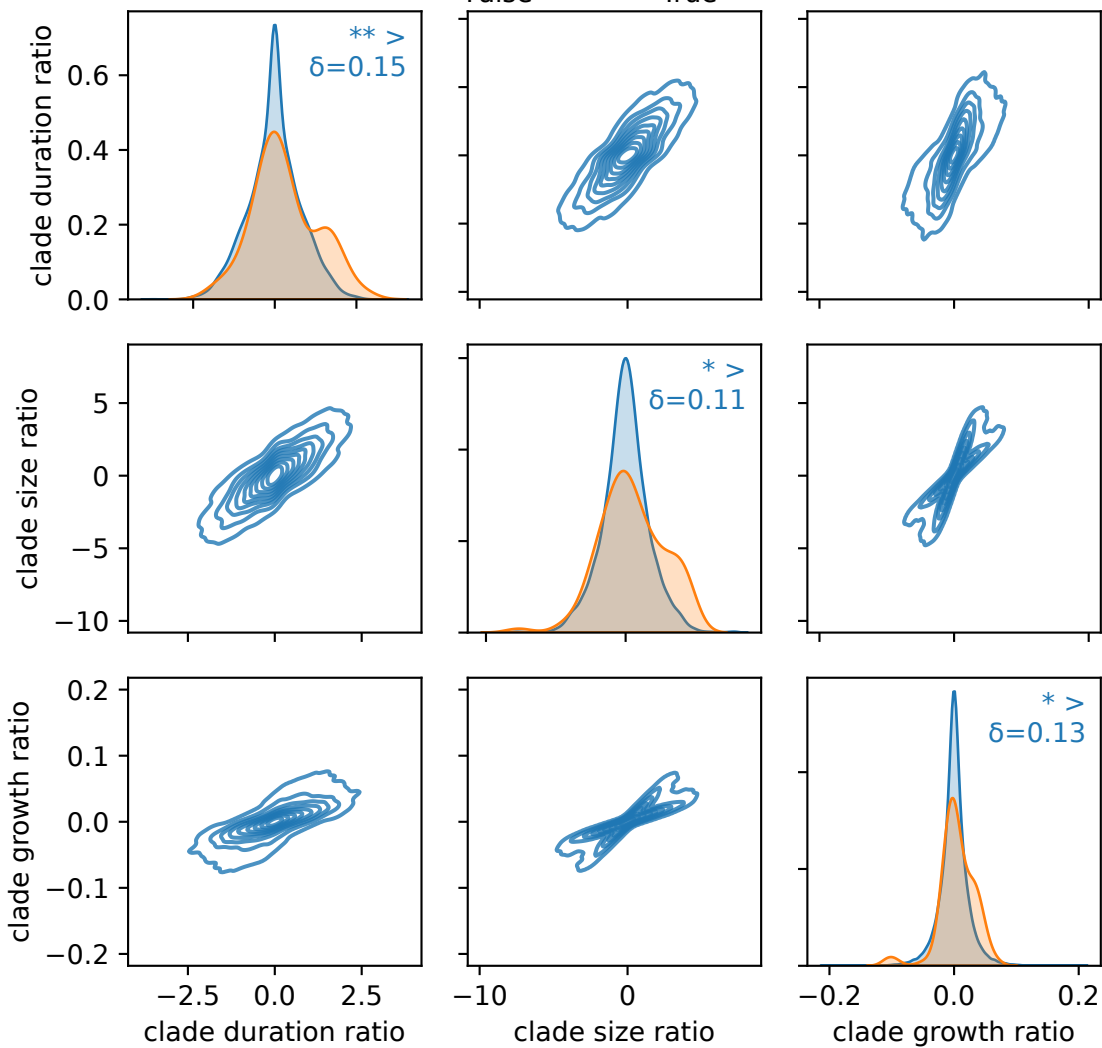 clade duration ratio
0.6
0.4
0.2
0.0
** >
δ=0.15
clade size ratio
5
0
−5
−10
* >
δ=0.11
clade growth ratio
0.2
0.1
0.0
−0.1
−0.2
* >
δ=0.13
−2.5 0.0 2.5
−10 0
−0.2 0.0 0.2
clade duration ratio
clade size ratio
clade growth ratio